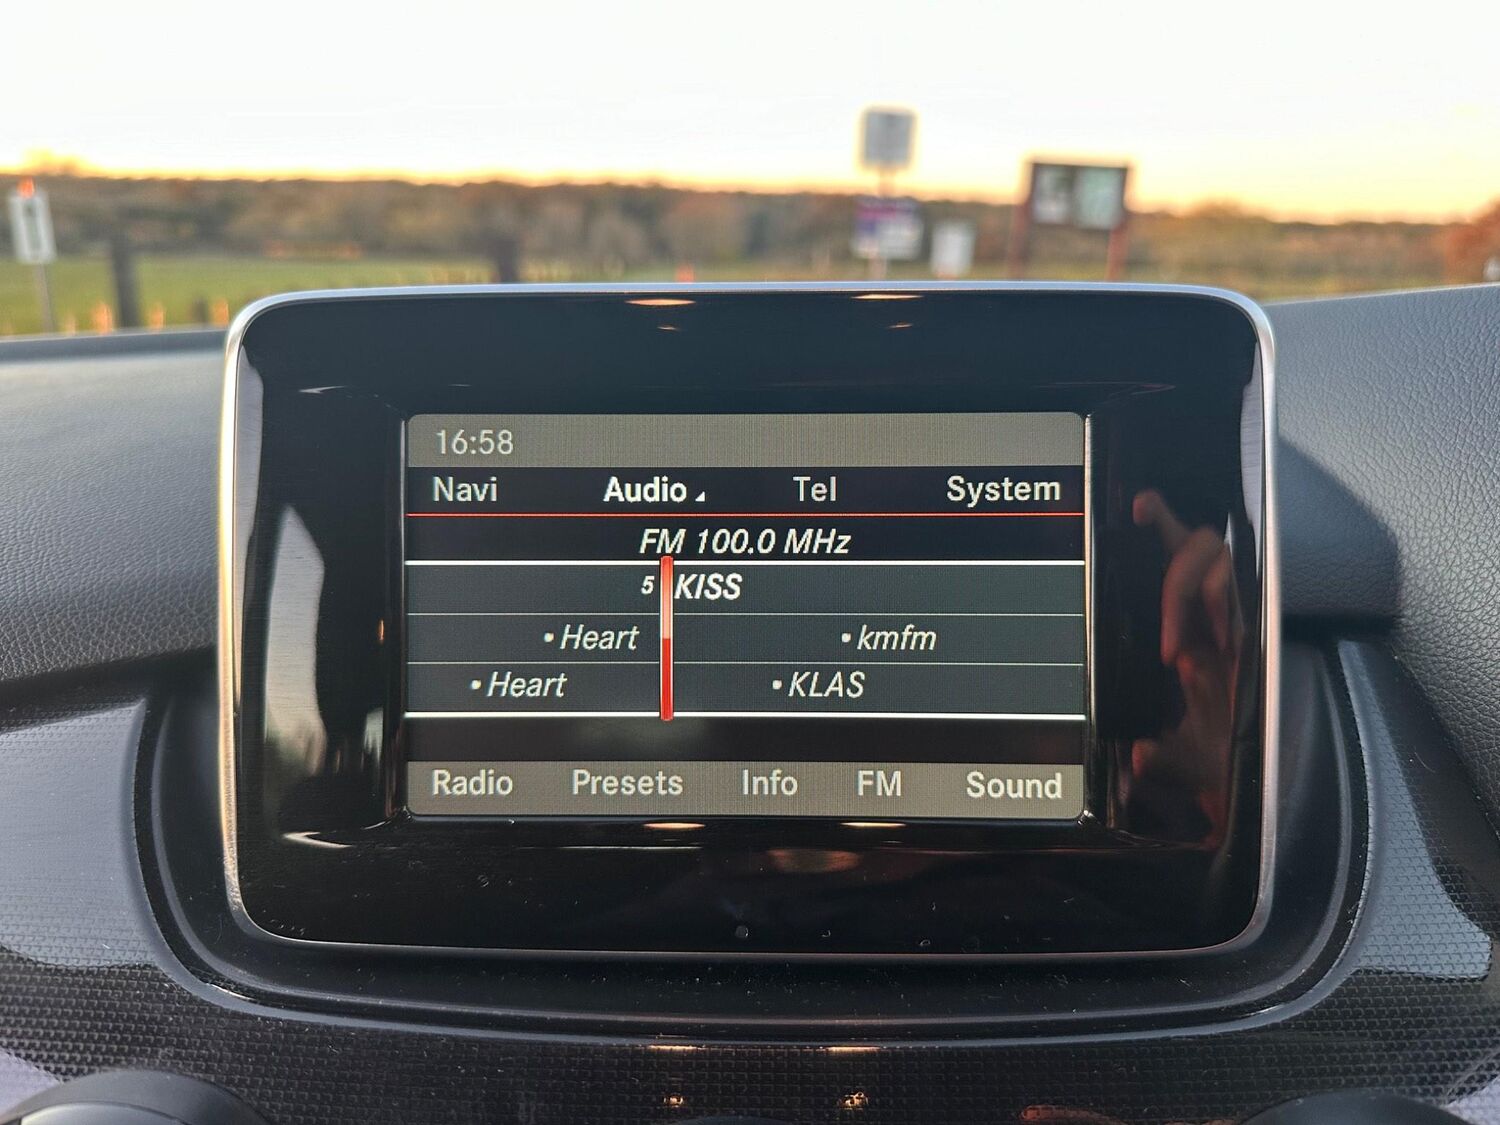 16:58
Navi Audio Tel System
FM 100.0 MHz
5 KISS
• Heart • kmfm
• Heart • KLAS
Radio Presets Info FM Sound